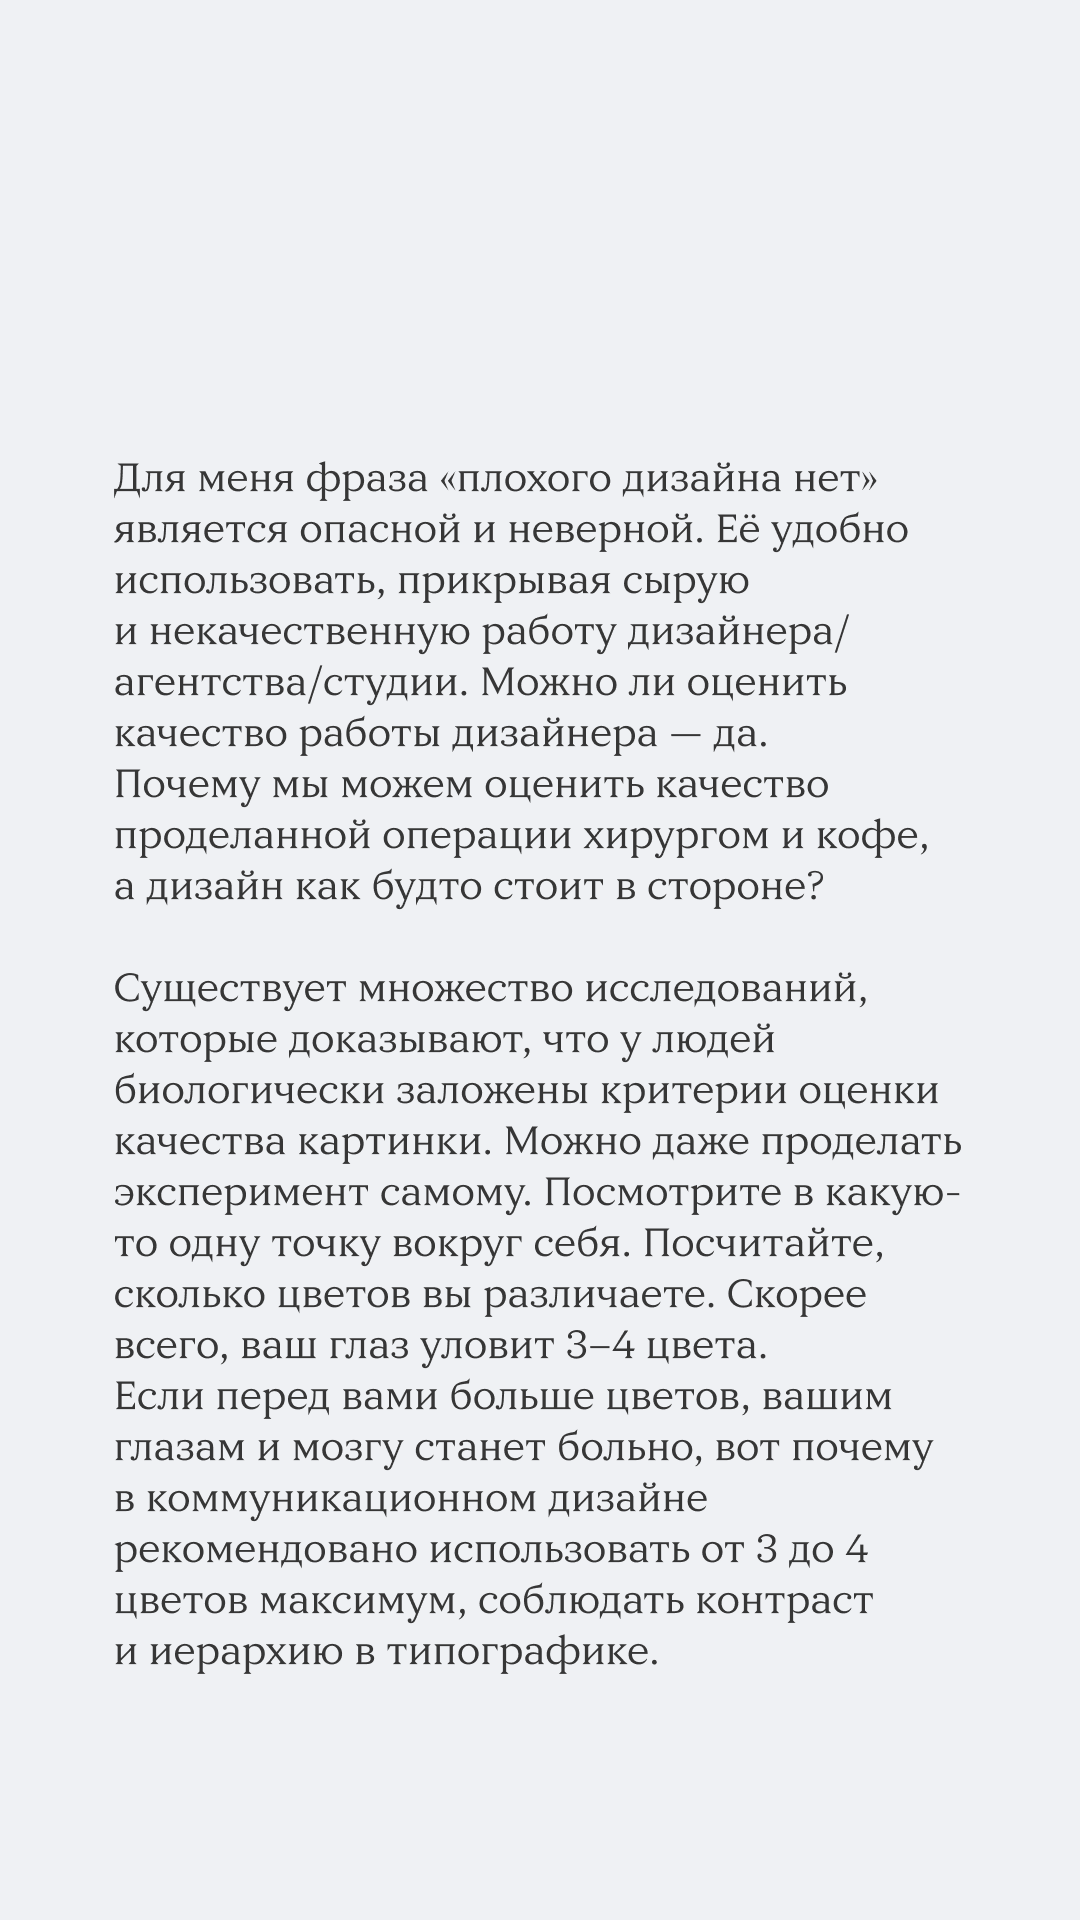 Для меня фраза «плохого дизайна нет»
является опасной и неверной. Её удобно
использовать, прикрывая сырую
и некачественную работу дизайнера/
агентства/студии. Можно ли оценить
качество работы дизайнера — да.
Почему мы можем оценить качество
проделанной операции хирургом и кофе,
а дизайн как будто стоит в стороне?
Существует множество исследований,
которые доказывают, что у людей
биологически заложены критерии оценки
качества картинки. Можно даже проделать
эксперимент самому. Посмотрите в какую-
то одну точку вокруг себя. Посчитайте,
сколько цветов вы различаете. Скорее
всего, ваш глаз уловит 3–4 цвета.
Если перед вами больше цветов, вашим
глазам и мозгу станет больно, вот почему
в коммуникационном дизайне
рекомендовано использовать от 3 до 4
цветов максимум, соблюдать контраст
и иерархию в типографике.